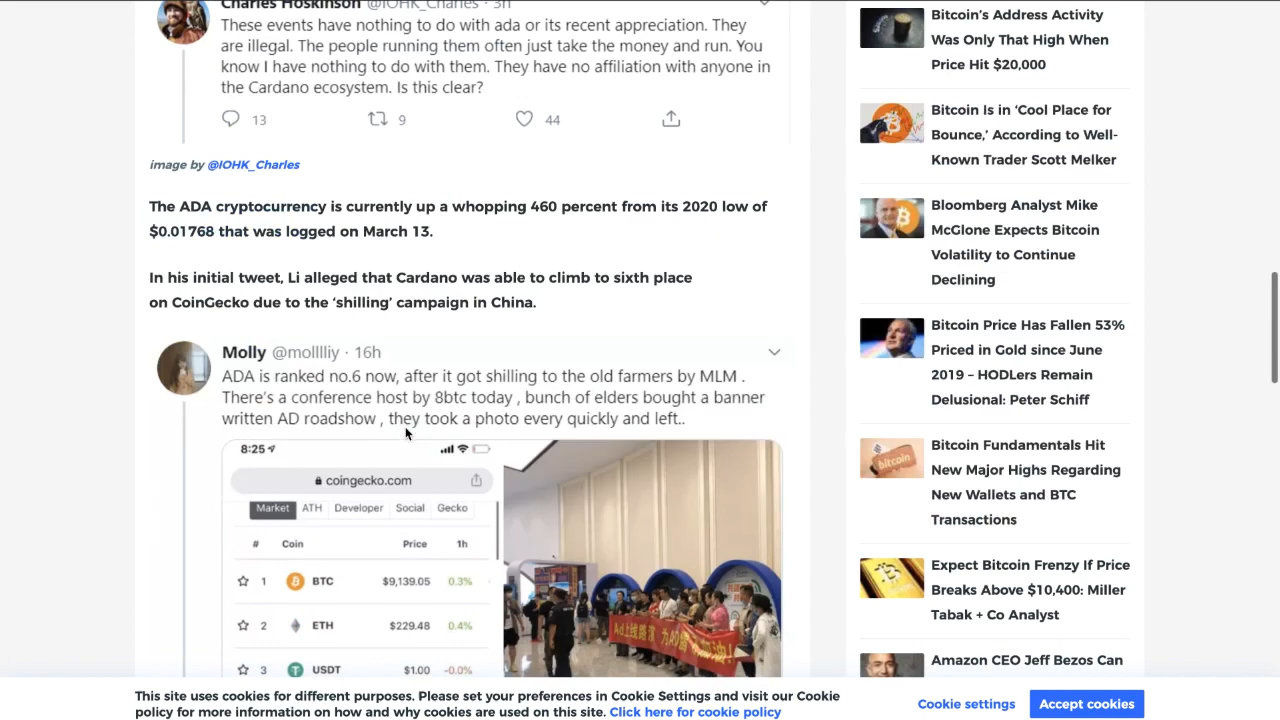 Charles Hoskinson @IOHK_Charles · 3h
These events have nothing to do with ada or its recent appreciation. They
are illegal. The people running them often just take the money and run. You
know I have nothing to do with them. They have no affiliation with anyone in
the Cardano ecosystem. Is this clear?
13 9 44
image by @IOHK_Charles
The ADA cryptocurrency is currently up a whopping 460 percent from its 2020 low of
$0.01768 that was logged on March 13.
In his initial tweet, Li alleged that Cardano was able to climb to sixth place
on CoinGecko due to the ‘shilling’ campaign in China.
Molly @molllliy · 16h
ADA is ranked no.6 now, after it got shilling to the old farmers by MLM .
There’s a conference host by 8btc today , bunch of elders bought a banner
written AD roadshow , they took a photo every quickly and left..
8:25
coingecko.com
Market ATH Developer Social Gecko
# Coin Price 1h
1 BTC $9,139.05 0.3%
2 ETH $229.48 0.4%
3 USDT $1.00 -0.0%
Bitcoin’s Address Activity
Was Only That High When
Price Hit $20,000
Bitcoin Is in ‘Cool Place for
Bounce,’ According to Well-
Known Trader Scott Melker
Bloomberg Analyst Mike
McGlone Expects Bitcoin
Volatility to Continue
Declining
Bitcoin Price Has Fallen 53%
Priced in Gold since June
2019 – HODLers Remain
Delusional: Peter Schiff
bitcoin
Bitcoin Fundamentals Hit
New Major Highs Regarding
New Wallets and BTC
Transactions
Expect Bitcoin Frenzy If Price
Breaks Above $10,400: Miller
Tabak + Co Analyst
Amazon CEO Jeff Bezos Can
This site uses cookies for different purposes. Please set your preferences in Cookie Settings and visit our Cookie
policy for more information on how and why cookies are used on this site. Click here for cookie policy
Cookie settings
Accept cookies